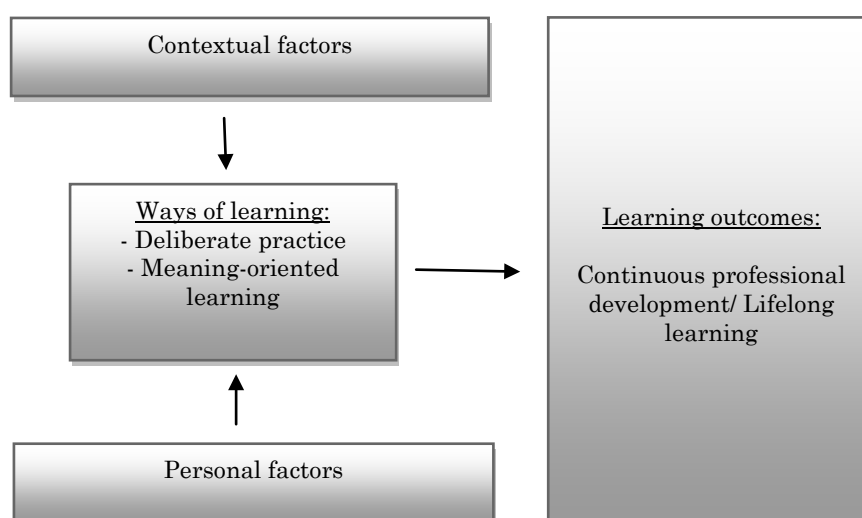 Contextual factors
Ways of learning:
- Deliberate practice
- Meaning-oriented
learning
Learning outcomes:
Continuous professional
development/ Lifelong
learning
Personal factors